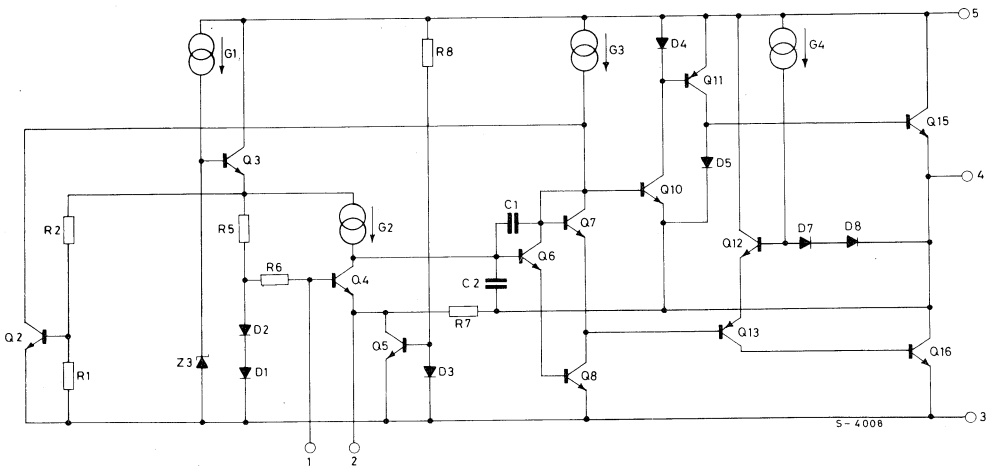 5
G1
R8
G3
D4
G4
Q11
Q15
Q3
D5
4
R2
R5
G2
C1
Q7
Q10
Q12
D7
D8
R6
Q4
Q6
C2
Q2
D2
Q5
R7
Q13
Z3
D1
D3
Q8
Q16
R1
S-4008
3
1
2